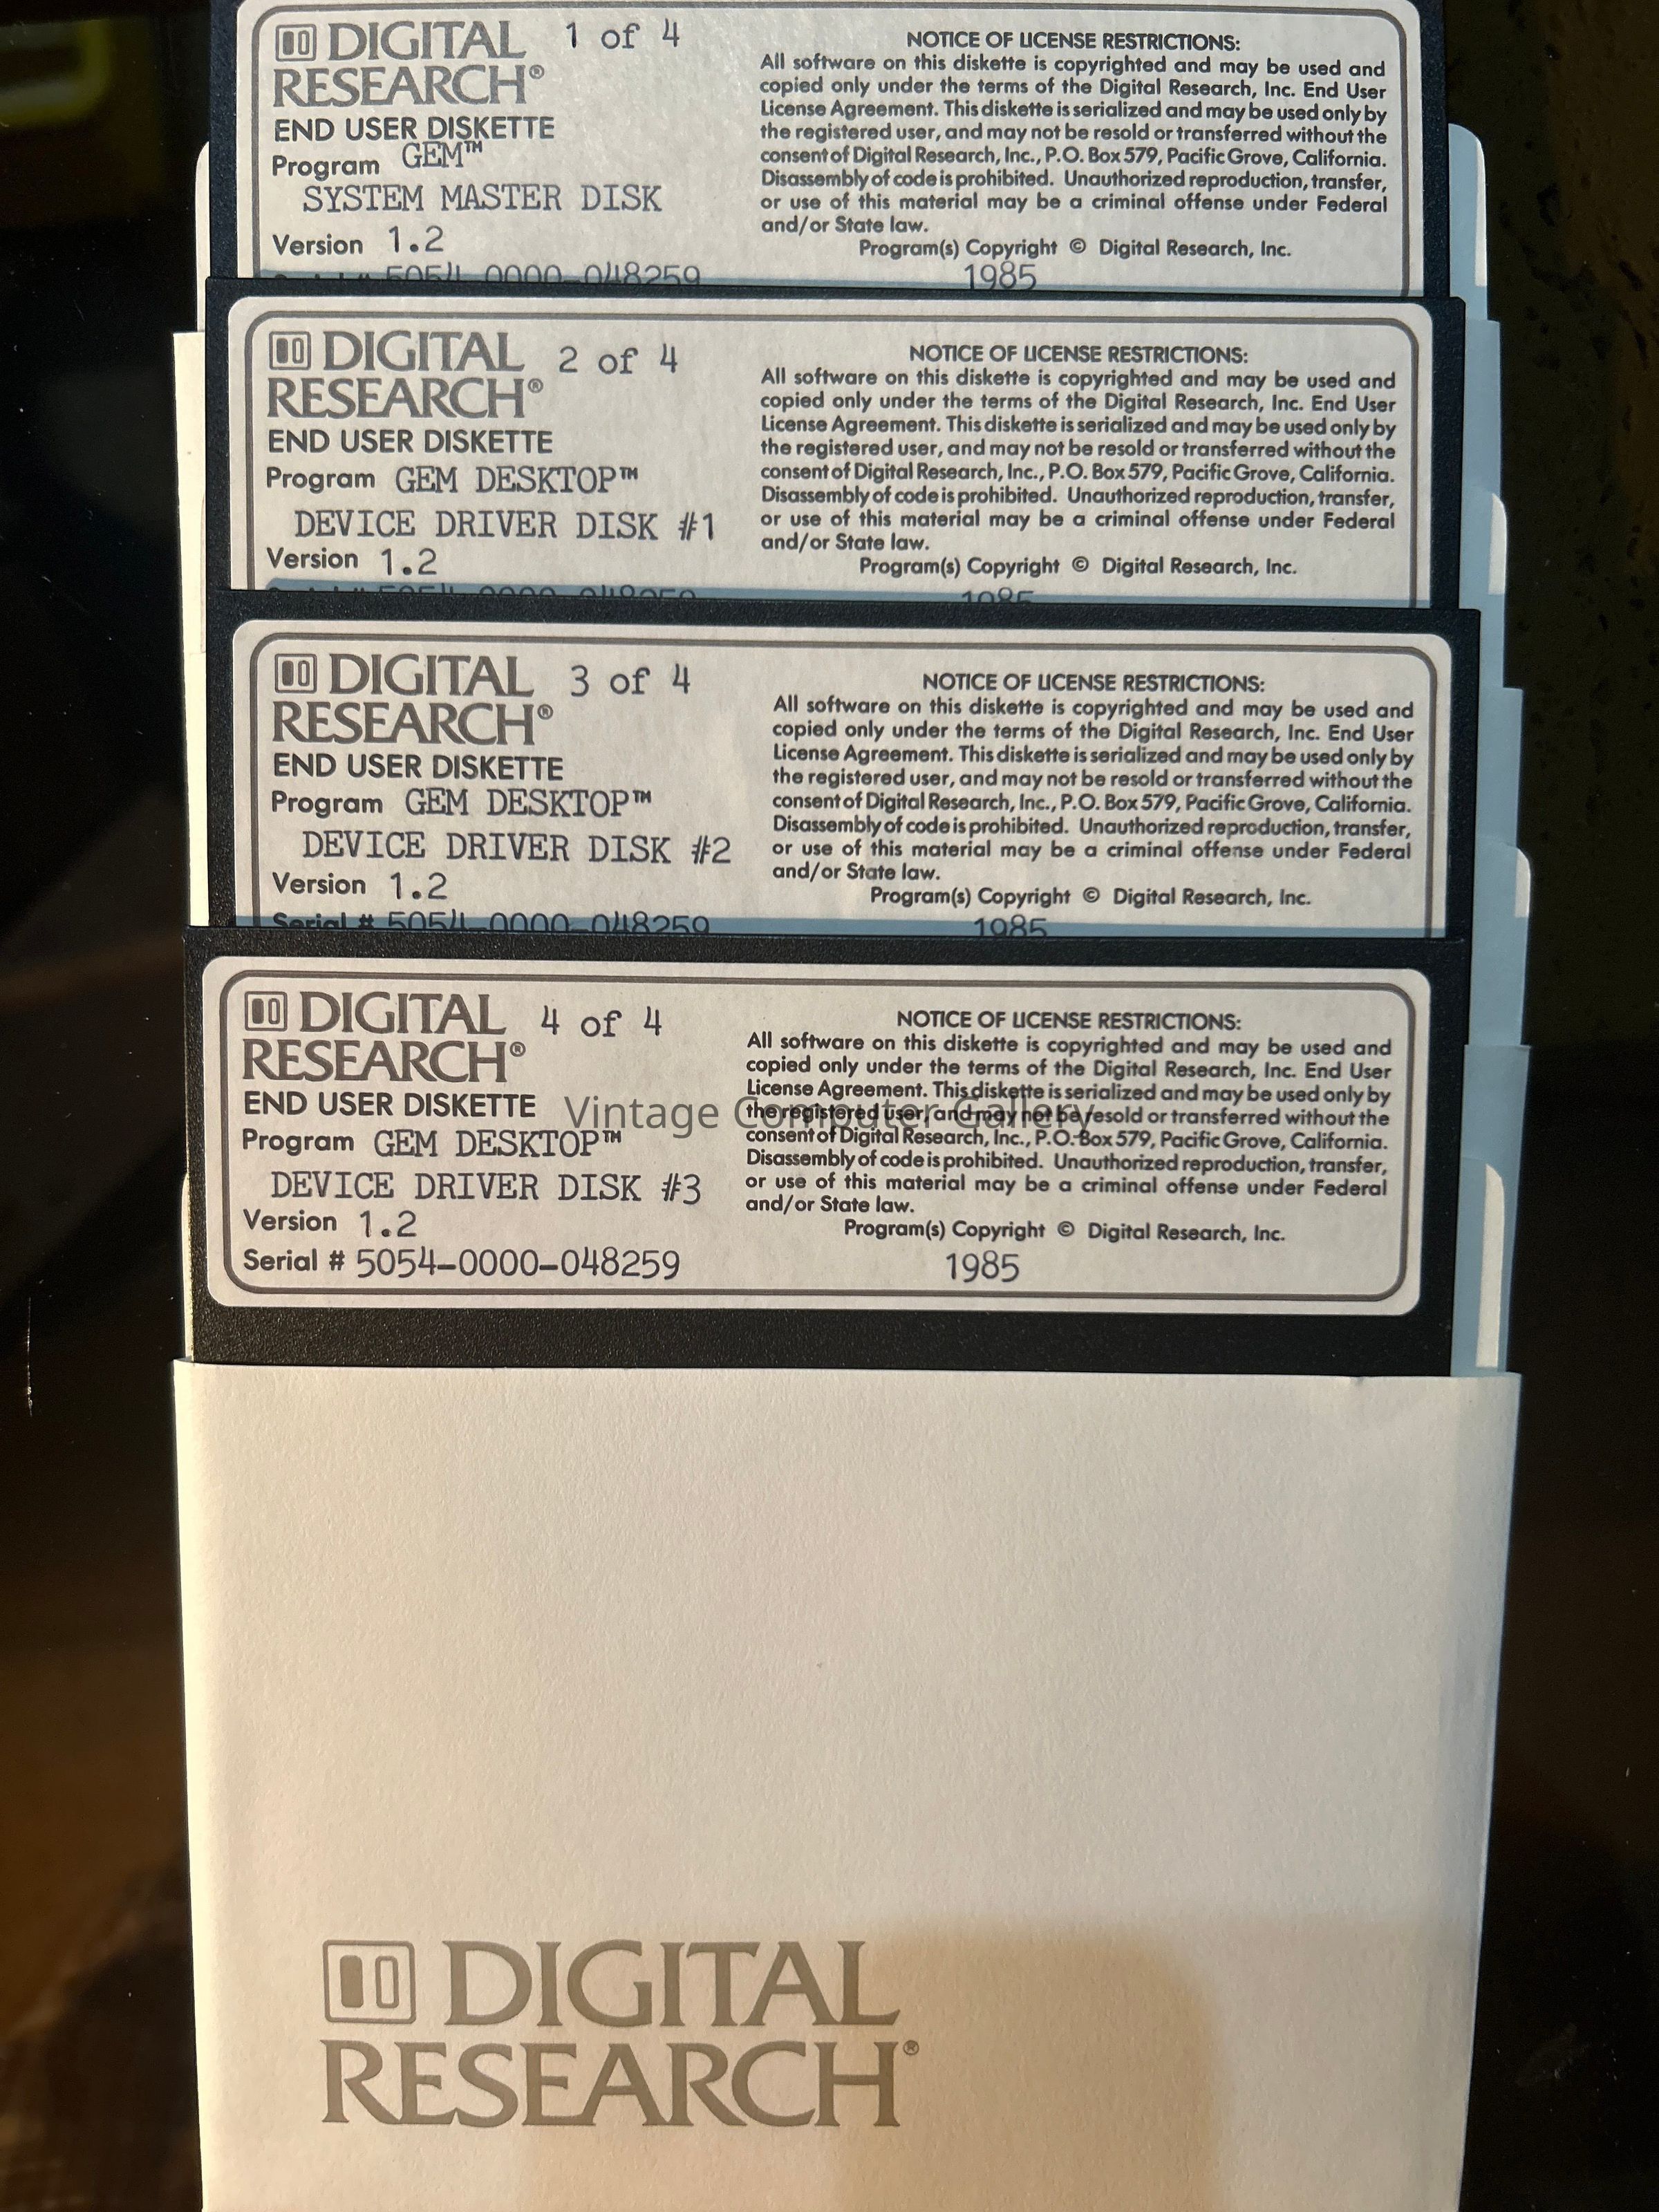 DIGITAL 1 of 4
RESEARCH®
END USER DISKETTE
Program GEM™
SYSTEM MASTER DISK
Version 1.2
5054-0000-048259
NOTICE OF LICENSE RESTRICTIONS:
All software on this diskette is copyrighted and may be used and
copied only under the terms of the Digital Research, Inc. End User
License Agreement. This diskette is serialized and may be used only by
the registered user, and may not be resold or transferred without the
consent of Digital Research, Inc., P.O. Box 579, Pacific Grove, California.
Disassembly of code is prohibited. Unauthorized reproduction, transfer,
or use of this material may be a criminal offense under Federal
and/or State law.
Program(s) Copyright © Digital Research, Inc.
1985
DIGITAL 2 of 4
RESEARCH®
END USER DISKETTE
Program GEM DESKTOP™
DEVICE DRIVER DISK #1
Version 1.2
NOTICE OF LICENSE RESTRICTIONS:
All software on this diskette is copyrighted and may be used and
copied only under the terms of the Digital Research, Inc. End User
License Agreement. This diskette is serialized and may be used only by
the registered user, and may not be resold or transferred without the
consent of Digital Research, Inc., P.O. Box 579, Pacific Grove, California.
Disassembly of code is prohibited. Unauthorized reproduction, transfer,
or use of this material may be a criminal offense under Federal
and/or State law.
Program(s) Copyright © Digital Research, Inc.
1985
DIGITAL 3 of 4
RESEARCH®
END USER DISKETTE
Program GEM DESKTOP™
DEVICE DRIVER DISK #2
Version 1.2
Serial # 5054-0000-048259
NOTICE OF LICENSE RESTRICTIONS:
All software on this diskette is copyrighted and may be used and
copied only under the terms of the Digital Research, Inc. End User
License Agreement. This diskette is serialized and may be used only by
the registered user, and may not be resold or transferred without the
consent of Digital Research, Inc., P.O. Box 579, Pacific Grove, California.
Disassembly of code is prohibited. Unauthorized reproduction, transfer,
or use of this material may be a criminal offense under Federal
and/or State law.
Program(s) Copyright © Digital Research, Inc.
1985
DIGITAL 4 of 4
RESEARCH®
END USER DISKETTE
Program GEM DESKTOP™
DEVICE DRIVER DISK #3
Version 1.2
Serial # 5054-0000-048259
NOTICE OF LICENSE RESTRICTIONS:
All software on this diskette is copyrighted and may be used and
copied only under the terms of the Digital Research, Inc. End User
License Agreement. This diskette is serialized and may be used only by
the registered user, and may not be resold or transferred without the
consent of Digital Research, Inc., P.O. Box 579, Pacific Grove, California.
Disassembly of code is prohibited. Unauthorized reproduction, transfer,
or use of this material may be a criminal offense under Federal
and/or State law.
Program(s) Copyright © Digital Research, Inc.
1985
Vintage Computer Gallery
DIGITAL
RESEARCH®